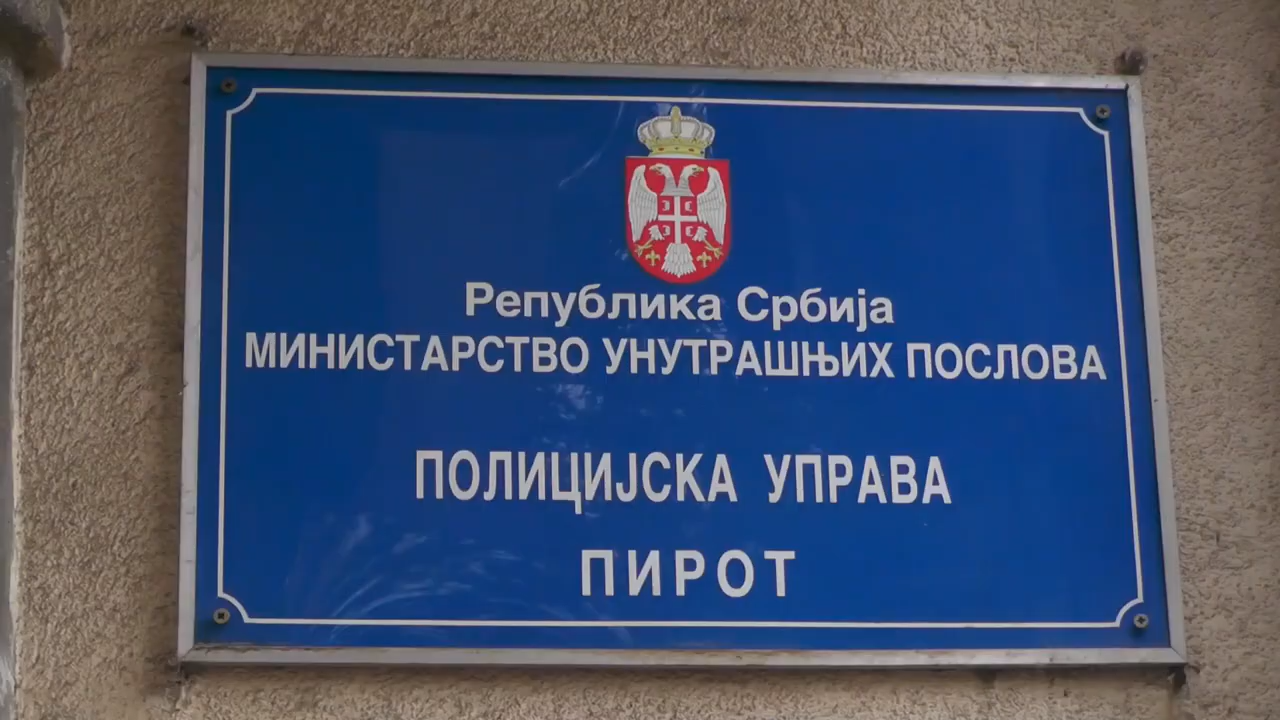 Република Србија
МИНИСТАРСТВО УНУТРАШЊИХ ПОСЛОВА
ПОЛИЦИЈСКА УПРАВА
ПИРОТ